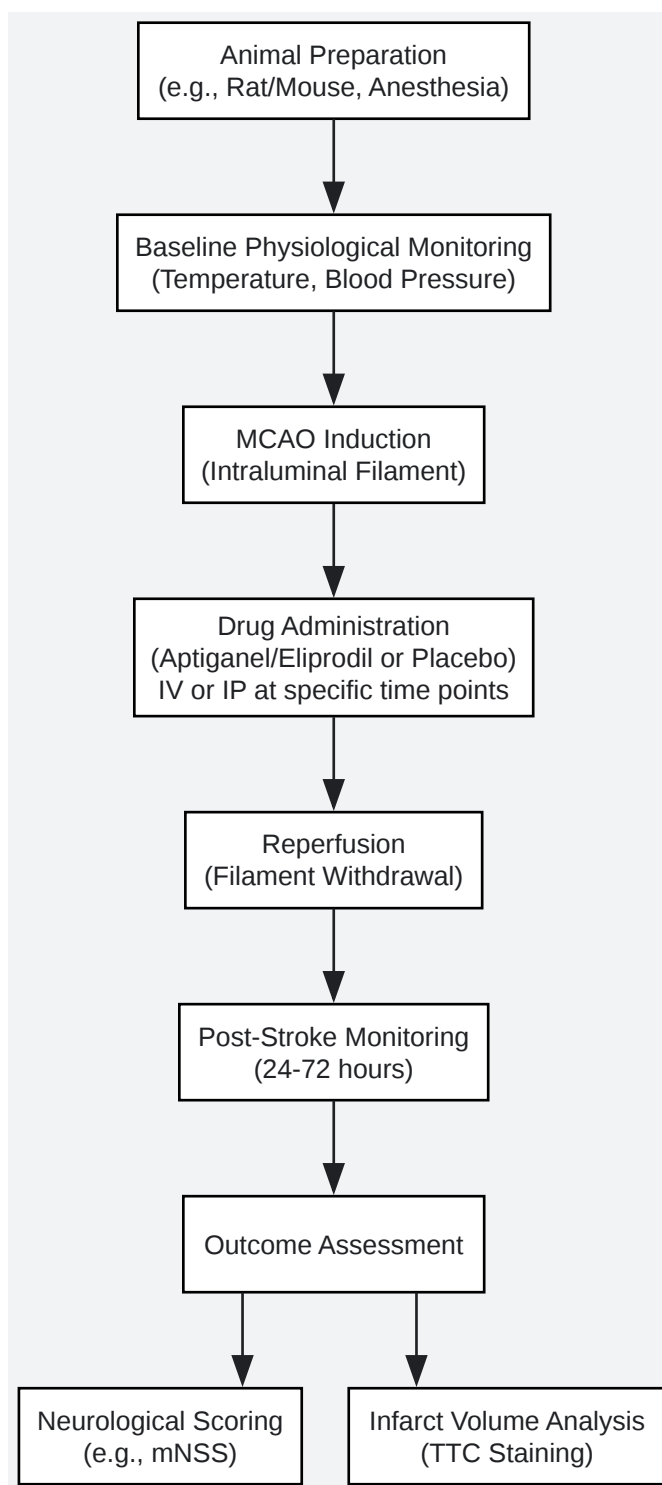 Animal Preparation
(e.g., Rat/Mouse, Anesthesia)
Baseline Physiological Monitoring
(Temperature, Blood Pressure)
MCAO Induction
(Intraluminal Filament)
Drug Administration
(Aptiganel/Eliprodil or Placebo)
IV or IP at specific time points
Reperfusion
(Filament Withdrawal)
Post-Stroke Monitoring
(24-72 hours)
Outcome Assessment
Neurological Scoring
(e.g., mNSS)
Infarct Volume Analysis
(TTC Staining)